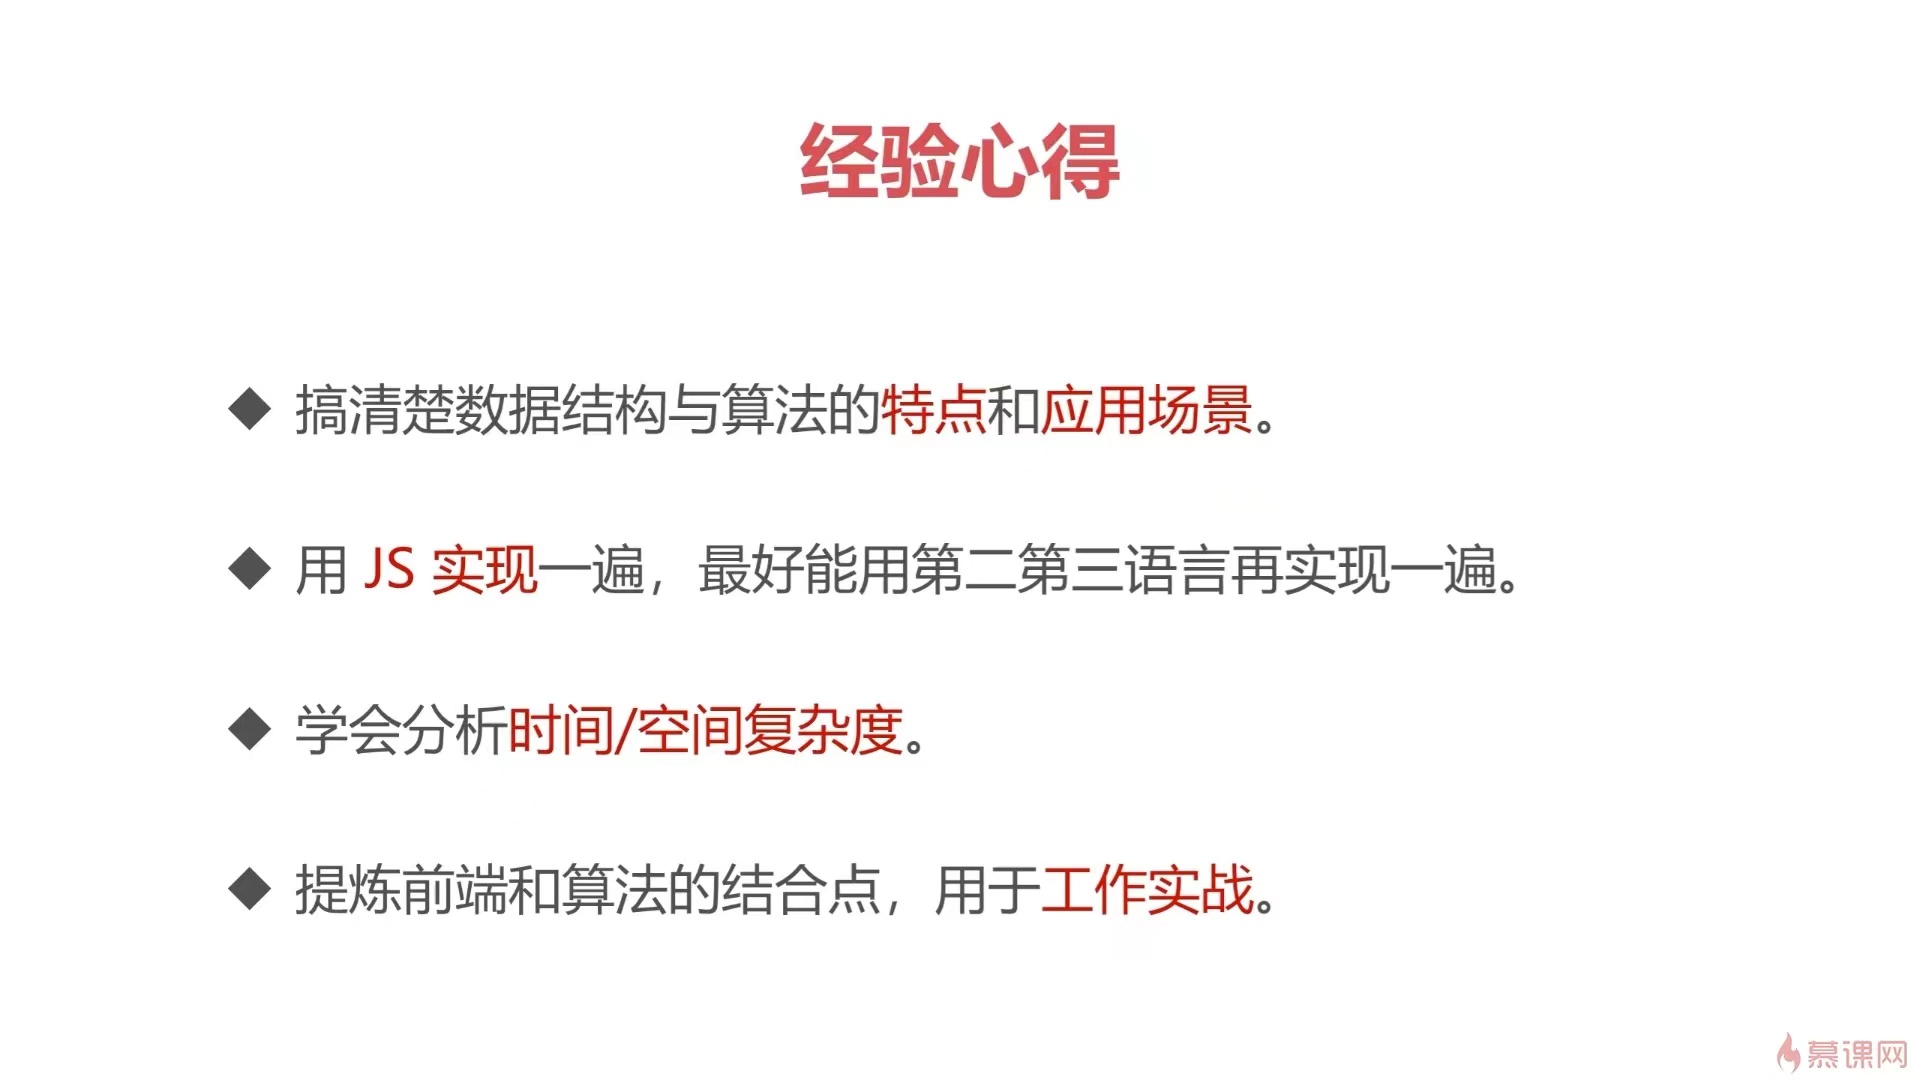 经验心得
◆ 搞清楚数据结构与算法的特点和应用场景。
◆ 用 JS 实现一遍，最好能用第二第三语言再实现一遍。
◆ 学会分析时间/空间复杂度。
◆ 提炼前端和算法的结合点，用于工作实战。
慕课网